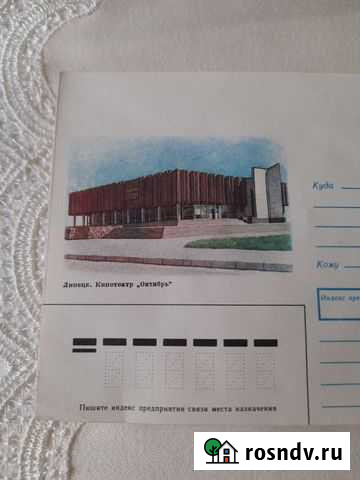 Куда
Липецк. Кинотеатр „Октябрь“
Кому
Индекс пре
Пишите индекс предприятия связи места назначения
rosndv.ru